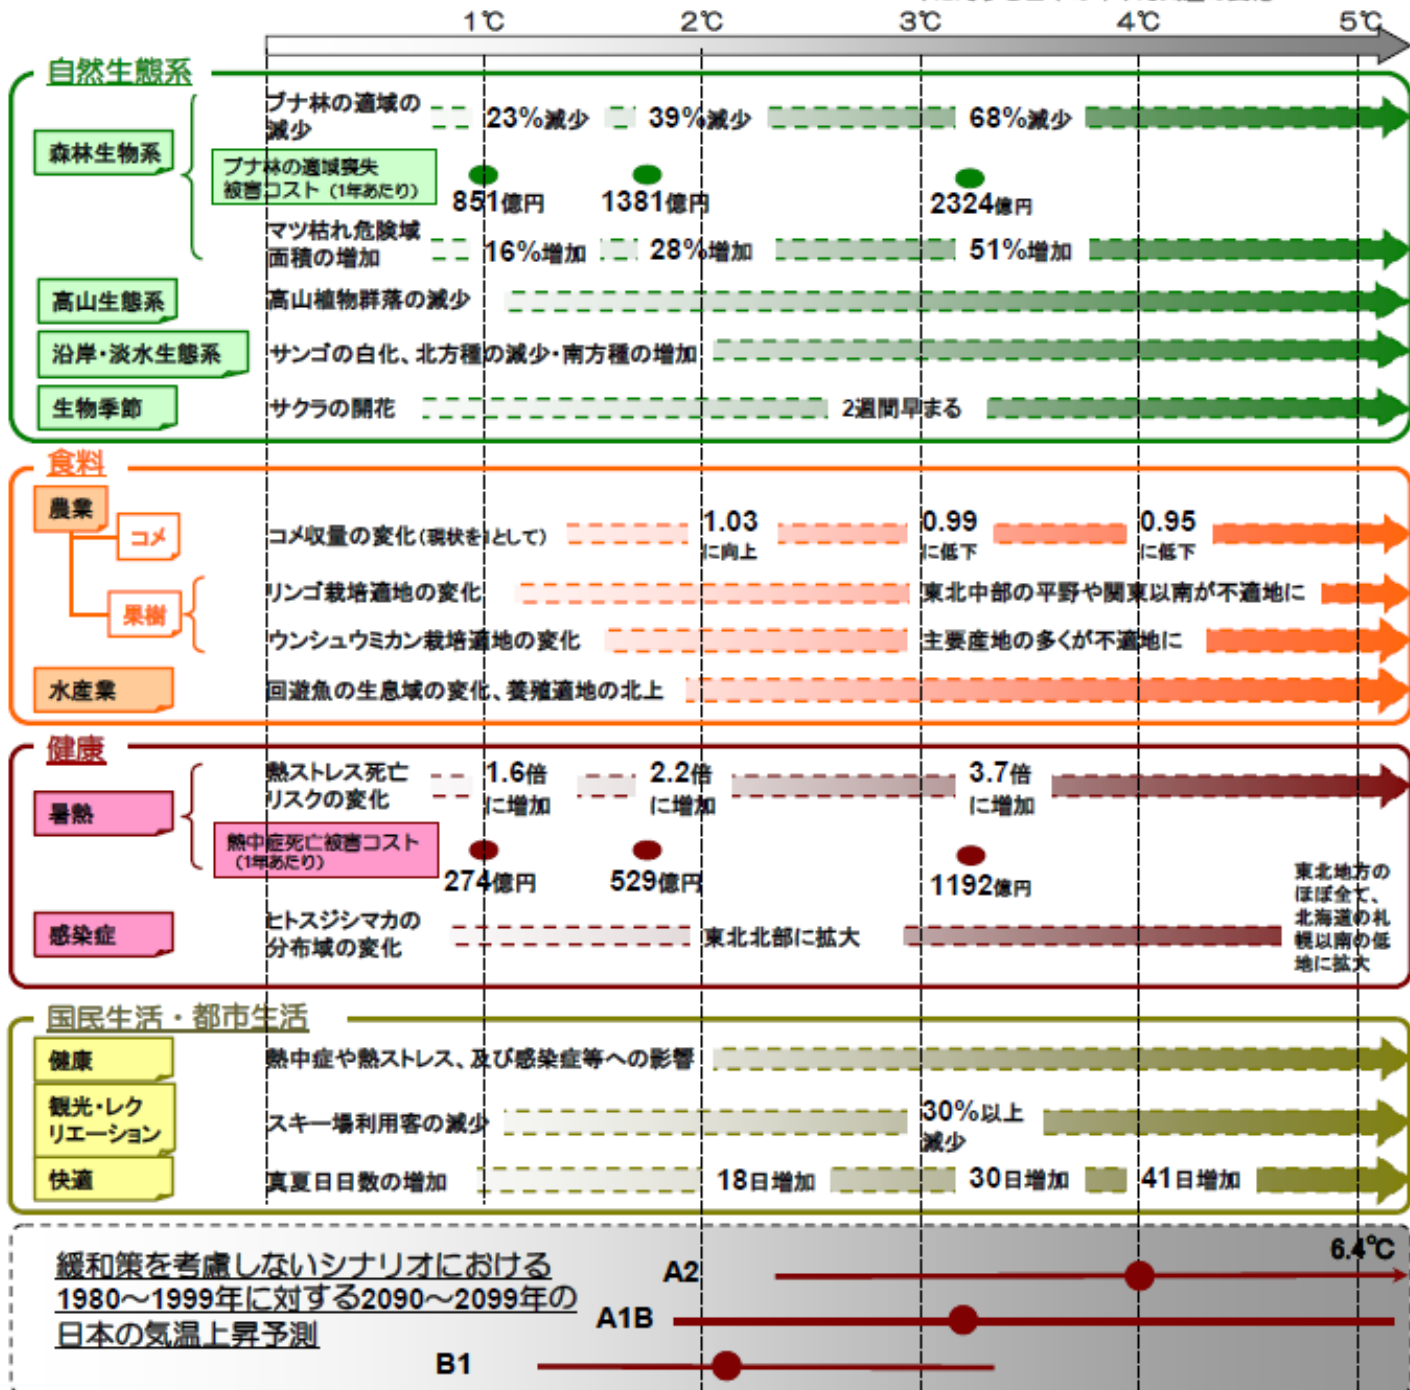 1℃ 2℃ 3℃ 4℃ 5℃
自然生態系
森林生物系
ブナ林の適域の
減少
23%減少 39%減少 68%減少
ブナ林の適域喪失
被害コスト（1年あたり）
851億円 1381億円 2324億円
マツ枯れ危険域
面積の増加
16%増加 28%増加 51%増加
高山生態系
高山植物群落の減少
沿岸・淡水生態系
サンゴの白化、北方種の減少・南方種の増加
生物季節
サクラの開花 2週間早まる
食料
農業
コメ
コメ収量の変化（現状を1として）
1.03
に向上
0.99
に低下
0.95
に低下
果樹
リンゴ栽培適地の変化 東北中部の平野や関東以南が不適地に
ウンシュウミカン栽培適地の変化 主要産地の多くが不適地に
水産業
回遊魚の生息域の変化、養殖適地の北上
健康
暑熱
熱ストレス死亡
リスクの変化
1.6倍
に増加
2.2倍
に増加
3.7倍
に増加
熱中症死亡被害コスト
（1年あたり）
274億円 529億円 1192億円
感染症
ヒトスジシマカの
分布域の変化
東北北部に拡大
東北地方の
ほぼ全て、
北海道の札
幌以南の低
地に拡大
国民生活・都市生活
健康
熱中症や熱ストレス、及び感染症等への影響
観光・レク
リエーション
スキー場利用客の減少
30%以上
減少
快適
真夏日日数の増加 18日増加 30日増加 41日増加
緩和策を考慮しないシナリオにおける
1980～1999年に対する2090～2099年の
日本の気温上昇予測
6.4℃
A2
A1B
B1